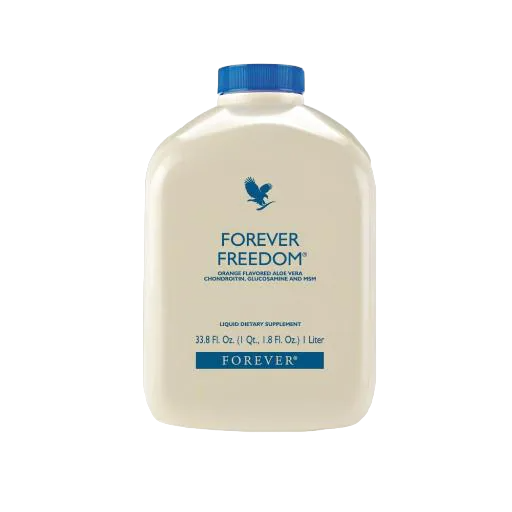 FOREVER
FREEDOM®
ORANGE FLAVORED ALOE VERA
CHONDROITIN, GLUCOSAMINE AND MSM
LIQUID DIETARY SUPPLEMENT
33.8 Fl. Oz. (1 Qt., 1.8 Fl. Oz.) 1 Liter
FOREVER®